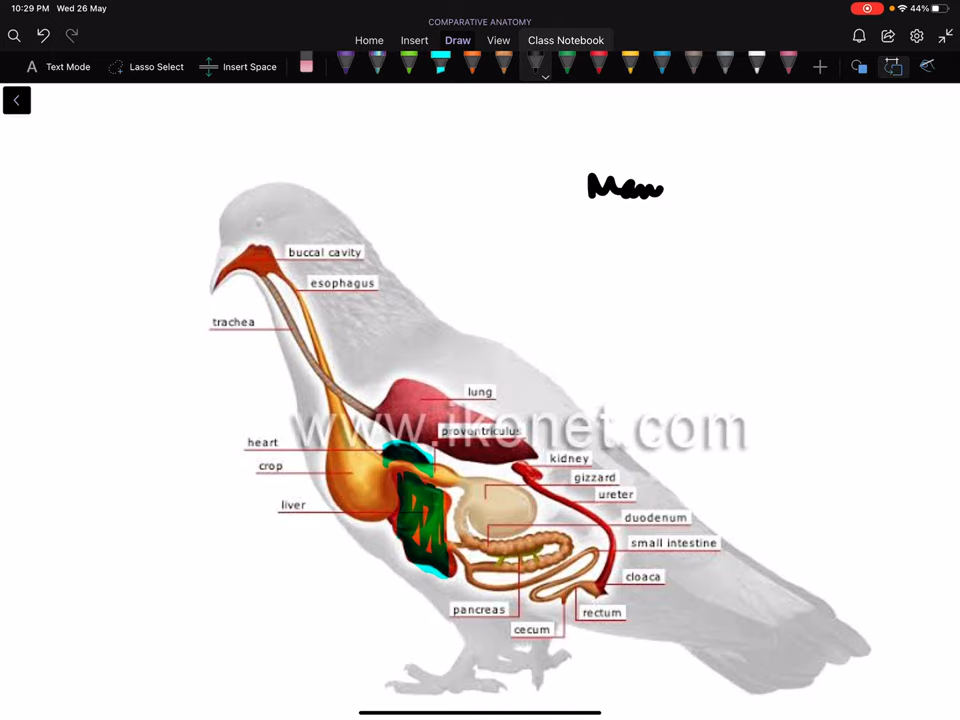 10:29 PM Wed 26 May
44%
COMPARATIVE ANATOMY
Home Insert Draw View Class Notebook
A Text Mode Lasso Select Insert Space
buccal cavity
esophagus
trachea
lung
www.ikonet.com
proventriculus
heart
kidney
crop
gizzard
ureter
liver
duodenum
small intestine
cloaca
pancreas
rectum
cecum